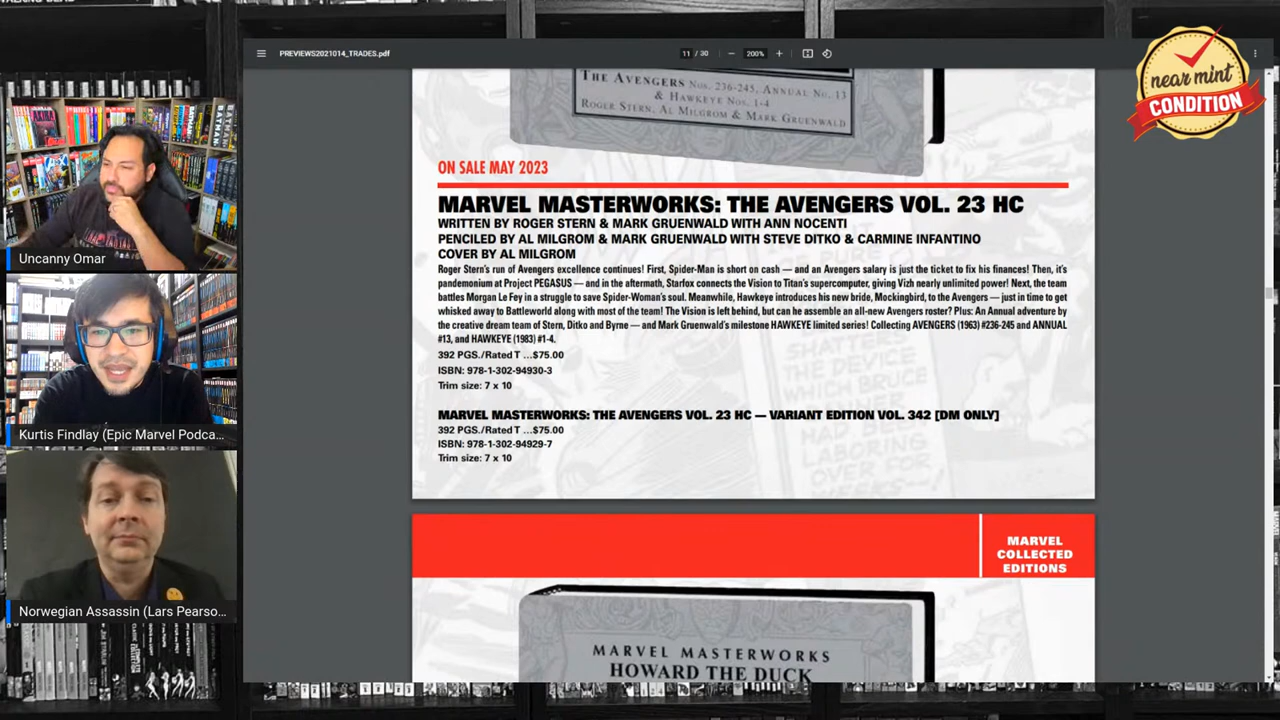 PREVIEWS2021014_TRADES.pdf
11 / 30
200%
near mint
CONDITION
THE AVENGERS NOS. 236-245, ANNUAL NO. 13
& HAWKEYE NOS. 1-4
ROGER STERN, AL MILGROM & MARK GRUENWALD
ON SALE MAY 2023
MARVEL MASTERWORKS: THE AVENGERS VOL. 23 HC
WRITTEN BY ROGER STERN & MARK GRUENWALD WITH ANN NOCENTI
PENCILED BY AL MILGROM & MARK GRUENWALD WITH STEVE DITKO & CARMINE INFANTINO
COVER BY AL MILGROM
Roger Stern's run of Avengers excellence continues! First, Spider-Man is short on cash — and an Avengers salary is just the ticket to fix his finances! Then, it's
pandemonium at Project PEGASUS — and in the aftermath, Starfox connects the Vision to Titan's supercomputer, giving Vizh nearly unlimited power! Next, the team
battles Morgan Le Fey in a struggle to save Spider-Woman's soul. Meanwhile, Hawkeye introduces his new bride, Mockingbird, to the Avengers — just in time to get
whisked away to Battleworld along with most of the team! The Vision is left behind, but can he assemble an all-new Avengers roster? Plus: An Annual adventure by
the creative dream team of Stern, Ditko and Byrne — and Mark Gruenwald's milestone HAWKEYE limited series! Collecting AVENGERS (1963) #236-245 and ANNUAL
#13, and HAWKEYE (1983) #1-4.
392 PGS./Rated T ...$75.00
ISBN: 978-1-302-94930-3
Trim size: 7 x 10
MARVEL MASTERWORKS: THE AVENGERS VOL. 23 HC — VARIANT EDITION VOL. 342 [DM ONLY]
392 PGS./Rated T ...$75.00
ISBN: 978-1-302-94929-7
Trim size: 7 x 10
MARVEL
COLLECTED
EDITIONS
MARVEL MASTERWORKS
HOWARD THE DUCK
Uncanny Omar
Kurtis Findlay (Epic Marvel Podca...
Norwegian Assassin (Lars Pearso...